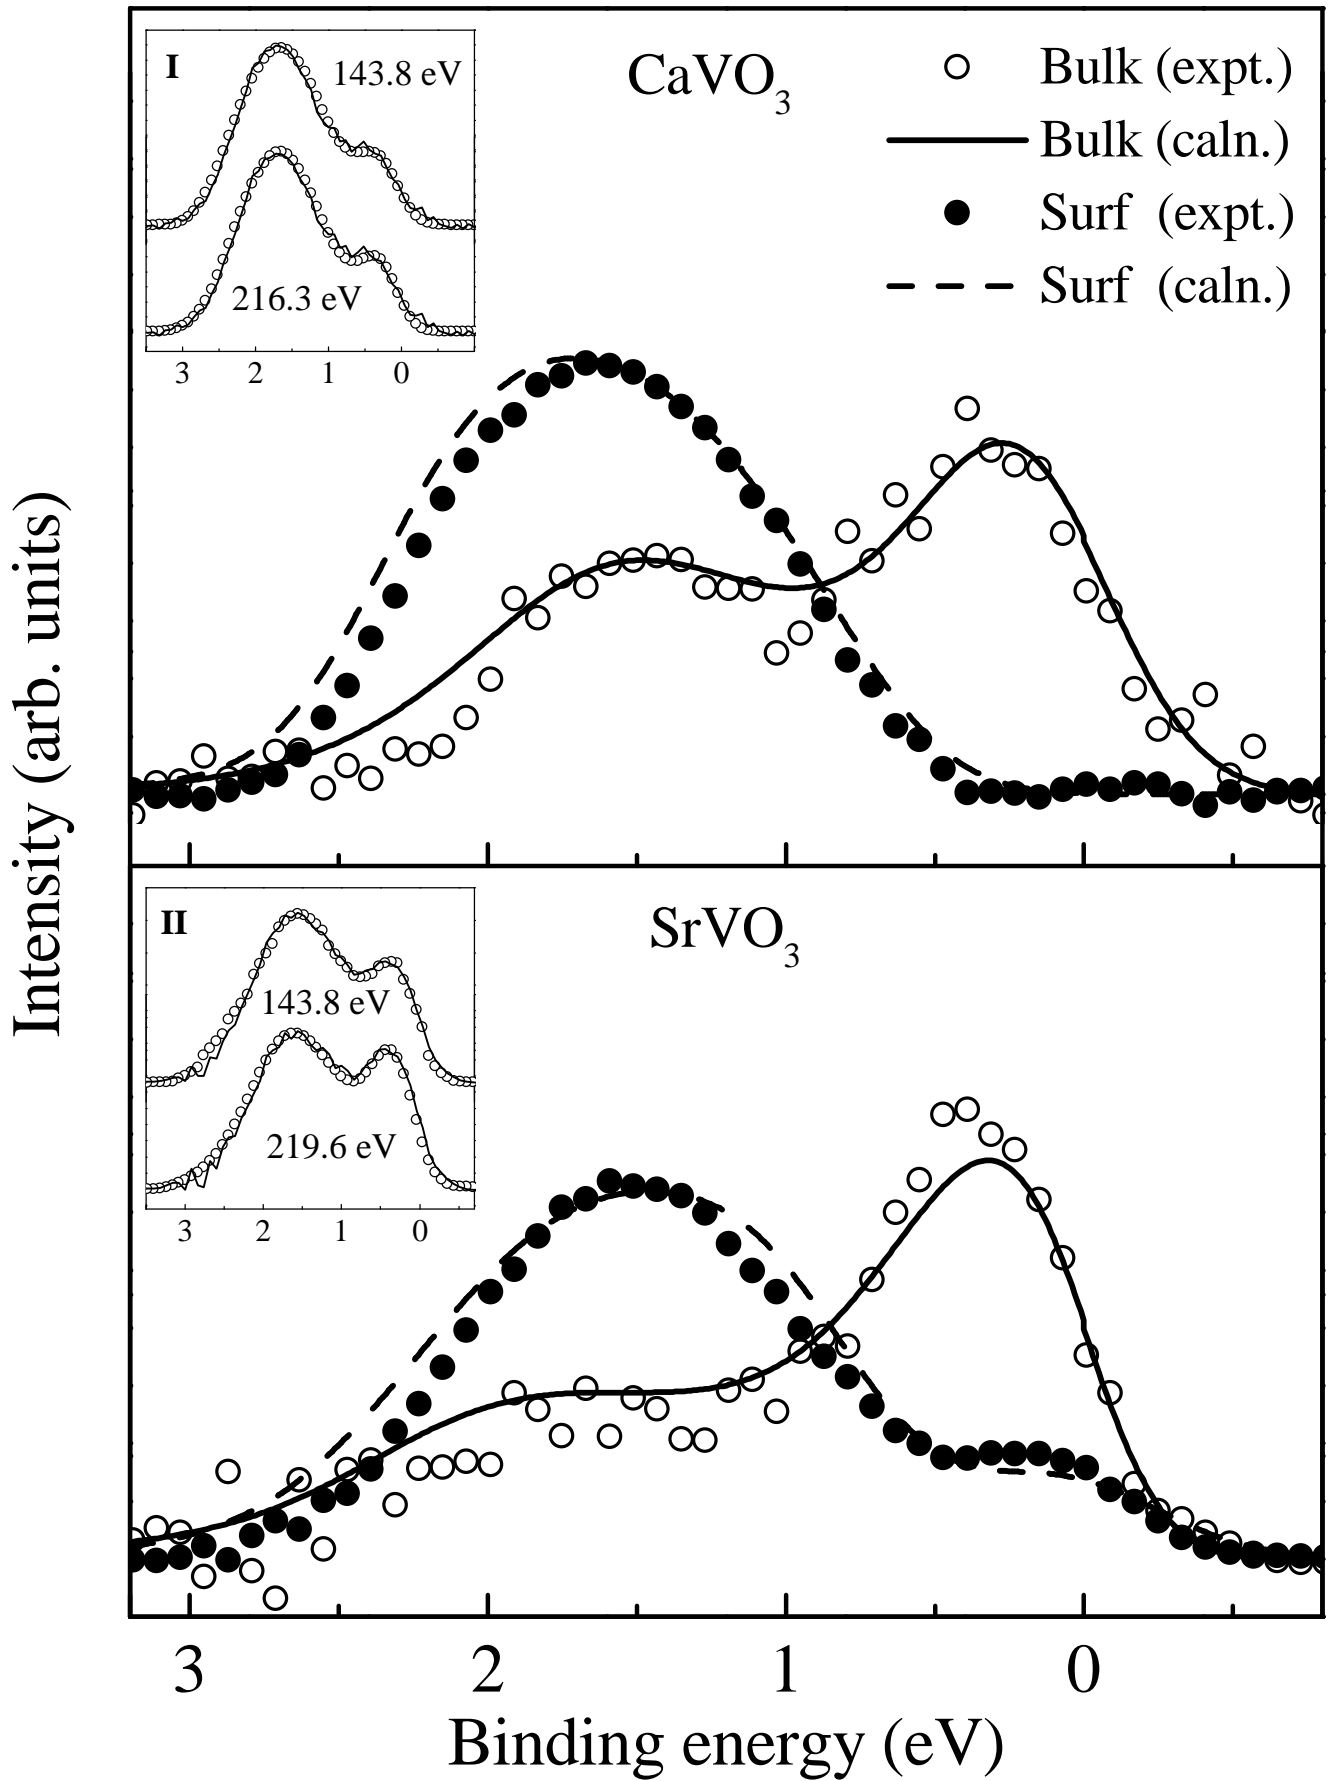 I
143.8 eV
216.3 eV
3 2 1 0
CaVO3
Bulk (expt.)
Bulk (caln.)
Surf (expt.)
Surf (caln.)
Intensity (arb. units)
II
143.8 eV
219.6 eV
3 2 1 0
SrVO3
3 2 1 0
Binding energy (eV)